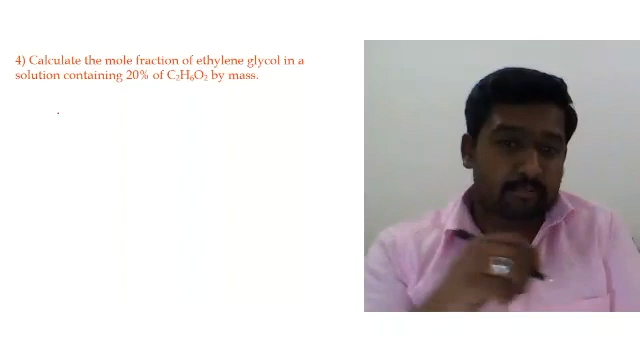 4) Calculate the mole fraction of ethylene glycol in a
solution containing 20% of C₂H₆O₂ by mass.